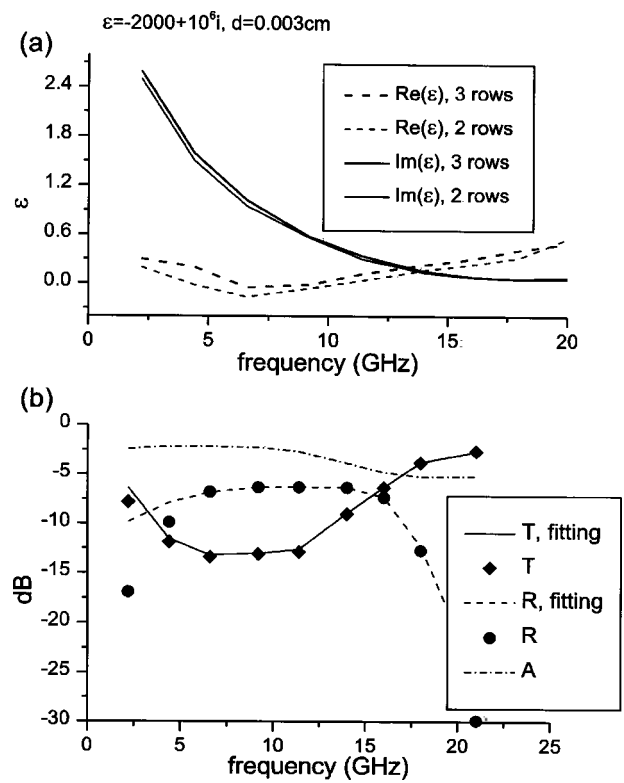 (a)
ε=-2000+10⁶i, d=0.003cm
2.4
1.8
1.2
0.6
0.0
ε
Re(ε), 3 rows
Re(ε), 2 rows
Im(ε), 3 rows
Im(ε), 2 rows
0 5 10 15 20
frequency (GHz)
(b)
0
-5
-10
-15
-20
-25
-30
dB
T, fitting
T
R, fitting
R
A
0 5 10 15 20 25
frequency (GHz)